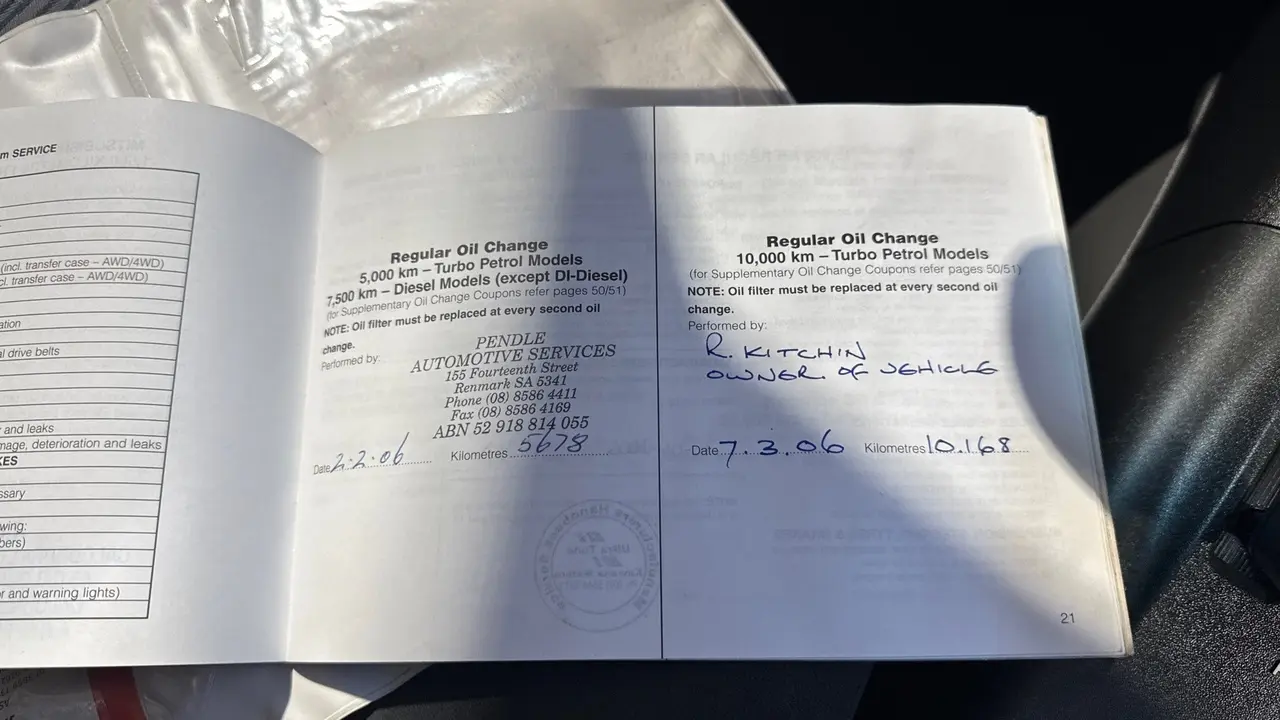 m SERVICE
(incl. transfer case – AWD/4WD)
cl. transfer case – AWD/4WD)
ation
al drive belts
y and leaks
mage, deterioration and leaks
KES
ssary
wing:
bers)
r and warning lights)
Regular Oil Change
5,000 km – Turbo Petrol Models
7,500 km – Diesel Models (except DI-Diesel)
(for Supplementary Oil Change Coupons refer pages 50/51)
NOTE: Oil filter must be replaced at every second oil
change.
Performed by:
PENDLE
AUTOMOTIVE SERVICES
155 Fourteenth Street
Renmark SA 5341
Phone (08) 8586 4411
Fax (08) 8586 4169
ABN 52 918 814 055
Date 2.2.06 Kilometres 5678
Regular Oil Change
10,000 km – Turbo Petrol Models
(for Supplementary Oil Change Coupons refer pages 50/51)
NOTE: Oil filter must be replaced at every second oil
change.
Performed by:
R. KITCHIN
OWNER. OF VEHICLE
Date 7.3.06 Kilometres 10.168
21